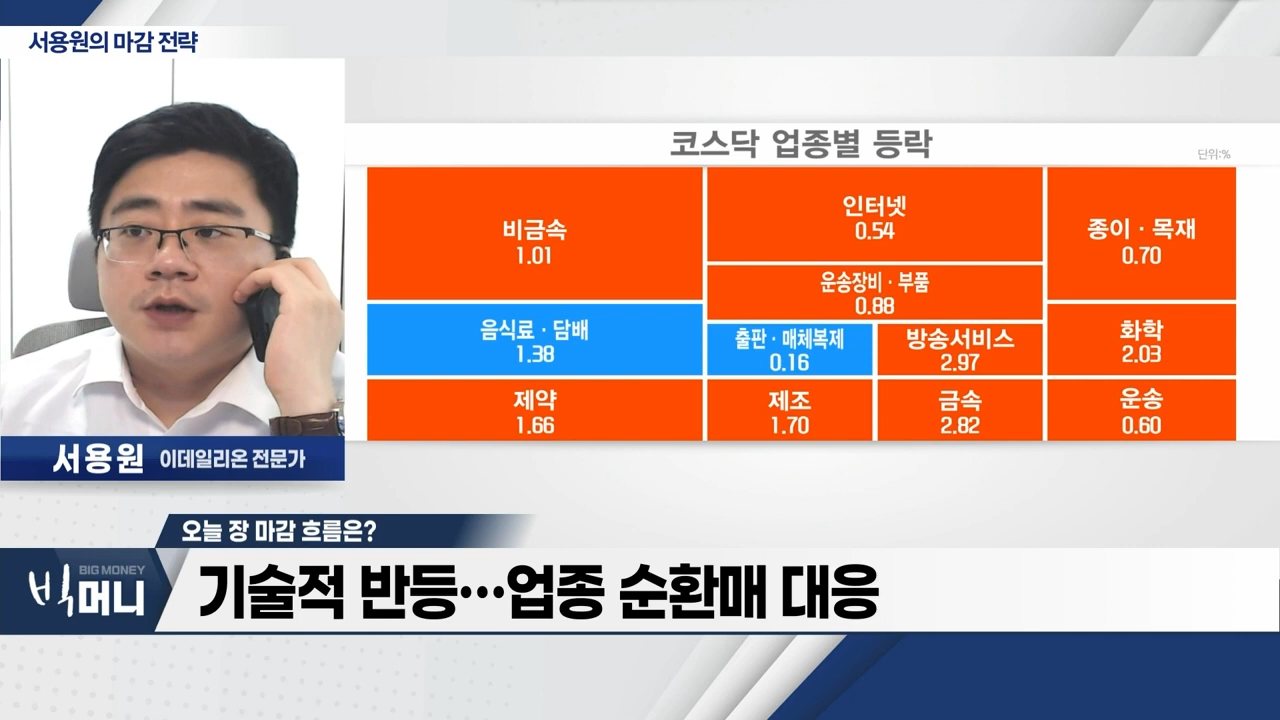 서용원의 마감 전략
코스닥 업종별 등락
단위:%
비금속
1.01
인터넷
0.54
종이·목재
0.70
운송장비·부품
0.88
음식료·담배
1.38
출판·매체복제
0.16
방송서비스
2.97
화학
2.03
제약
1.66
제조
1.70
금속
2.82
운송
0.60
서용원 이데일리온 전문가
오늘 장 마감 흐름은?
BIG MONEY
빅머니
기술적 반등…업종 순환매 대응